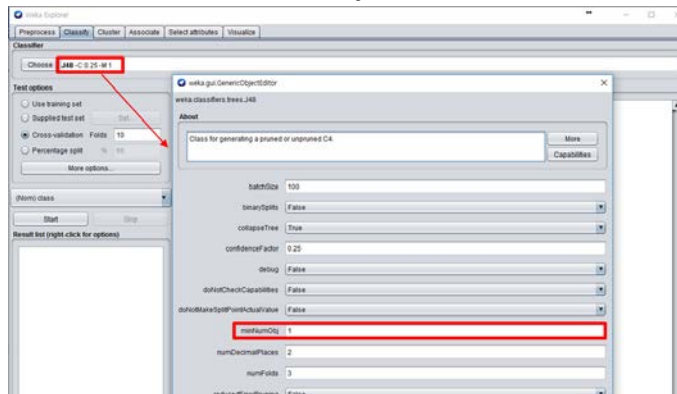 Weka Explorer
Preprocess Classify Cluster Associate Select attributes Visualize
Classifier
Choose J48 -C 0.25 -M 1
Test options
Use training set
Supplied test set Set...
Cross-validation Folds 10
Percentage split %
More options...
(Nom) class
Start Stop
Result list (right-click for options)
weka.gui.GenericObjectEditor
weka.classifiers.trees.J48
About
Class for generating a pruned or unpruned C4.
More
Capabilities
batchSize 100
binarySplits False
collapseTree True
confidenceFactor 0.25
debug False
doNotCheckCapabilities False
doNotMakeSplitPointActualValue False
minNumObj 1
numDecimalPlaces 2
numFolds 3
reducedErrorPruning False